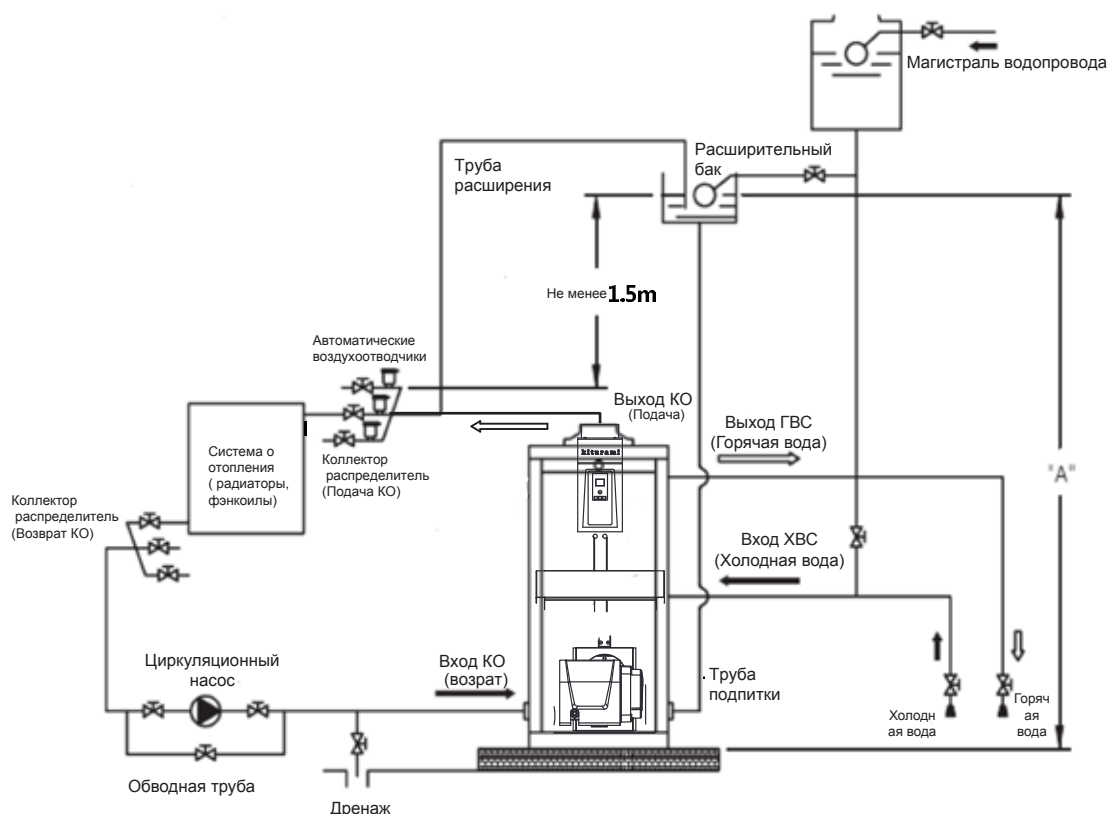 Магистраль водопровода
Расширительный
бак
Труба
расширения
Не менее 1.5m
Автоматические
воздухоотводчики
Выход КО
(Подача)
Выход ГВС
(Горячая вода)
"А"
kiturami
Система о
отопления
( радиаторы,
фэнкоилы)
Коллектор
распределитель
(Подача КО)
Коллектор
распределитель
(Возврат КО)
Вход ХВС
(Холодная вода)
Циркуляционный
насос
Вход КО
(возрат)
Труба
подпитки
Холодн
ая вода
Горяч
ая
вода
Обводная труба
Дренаж